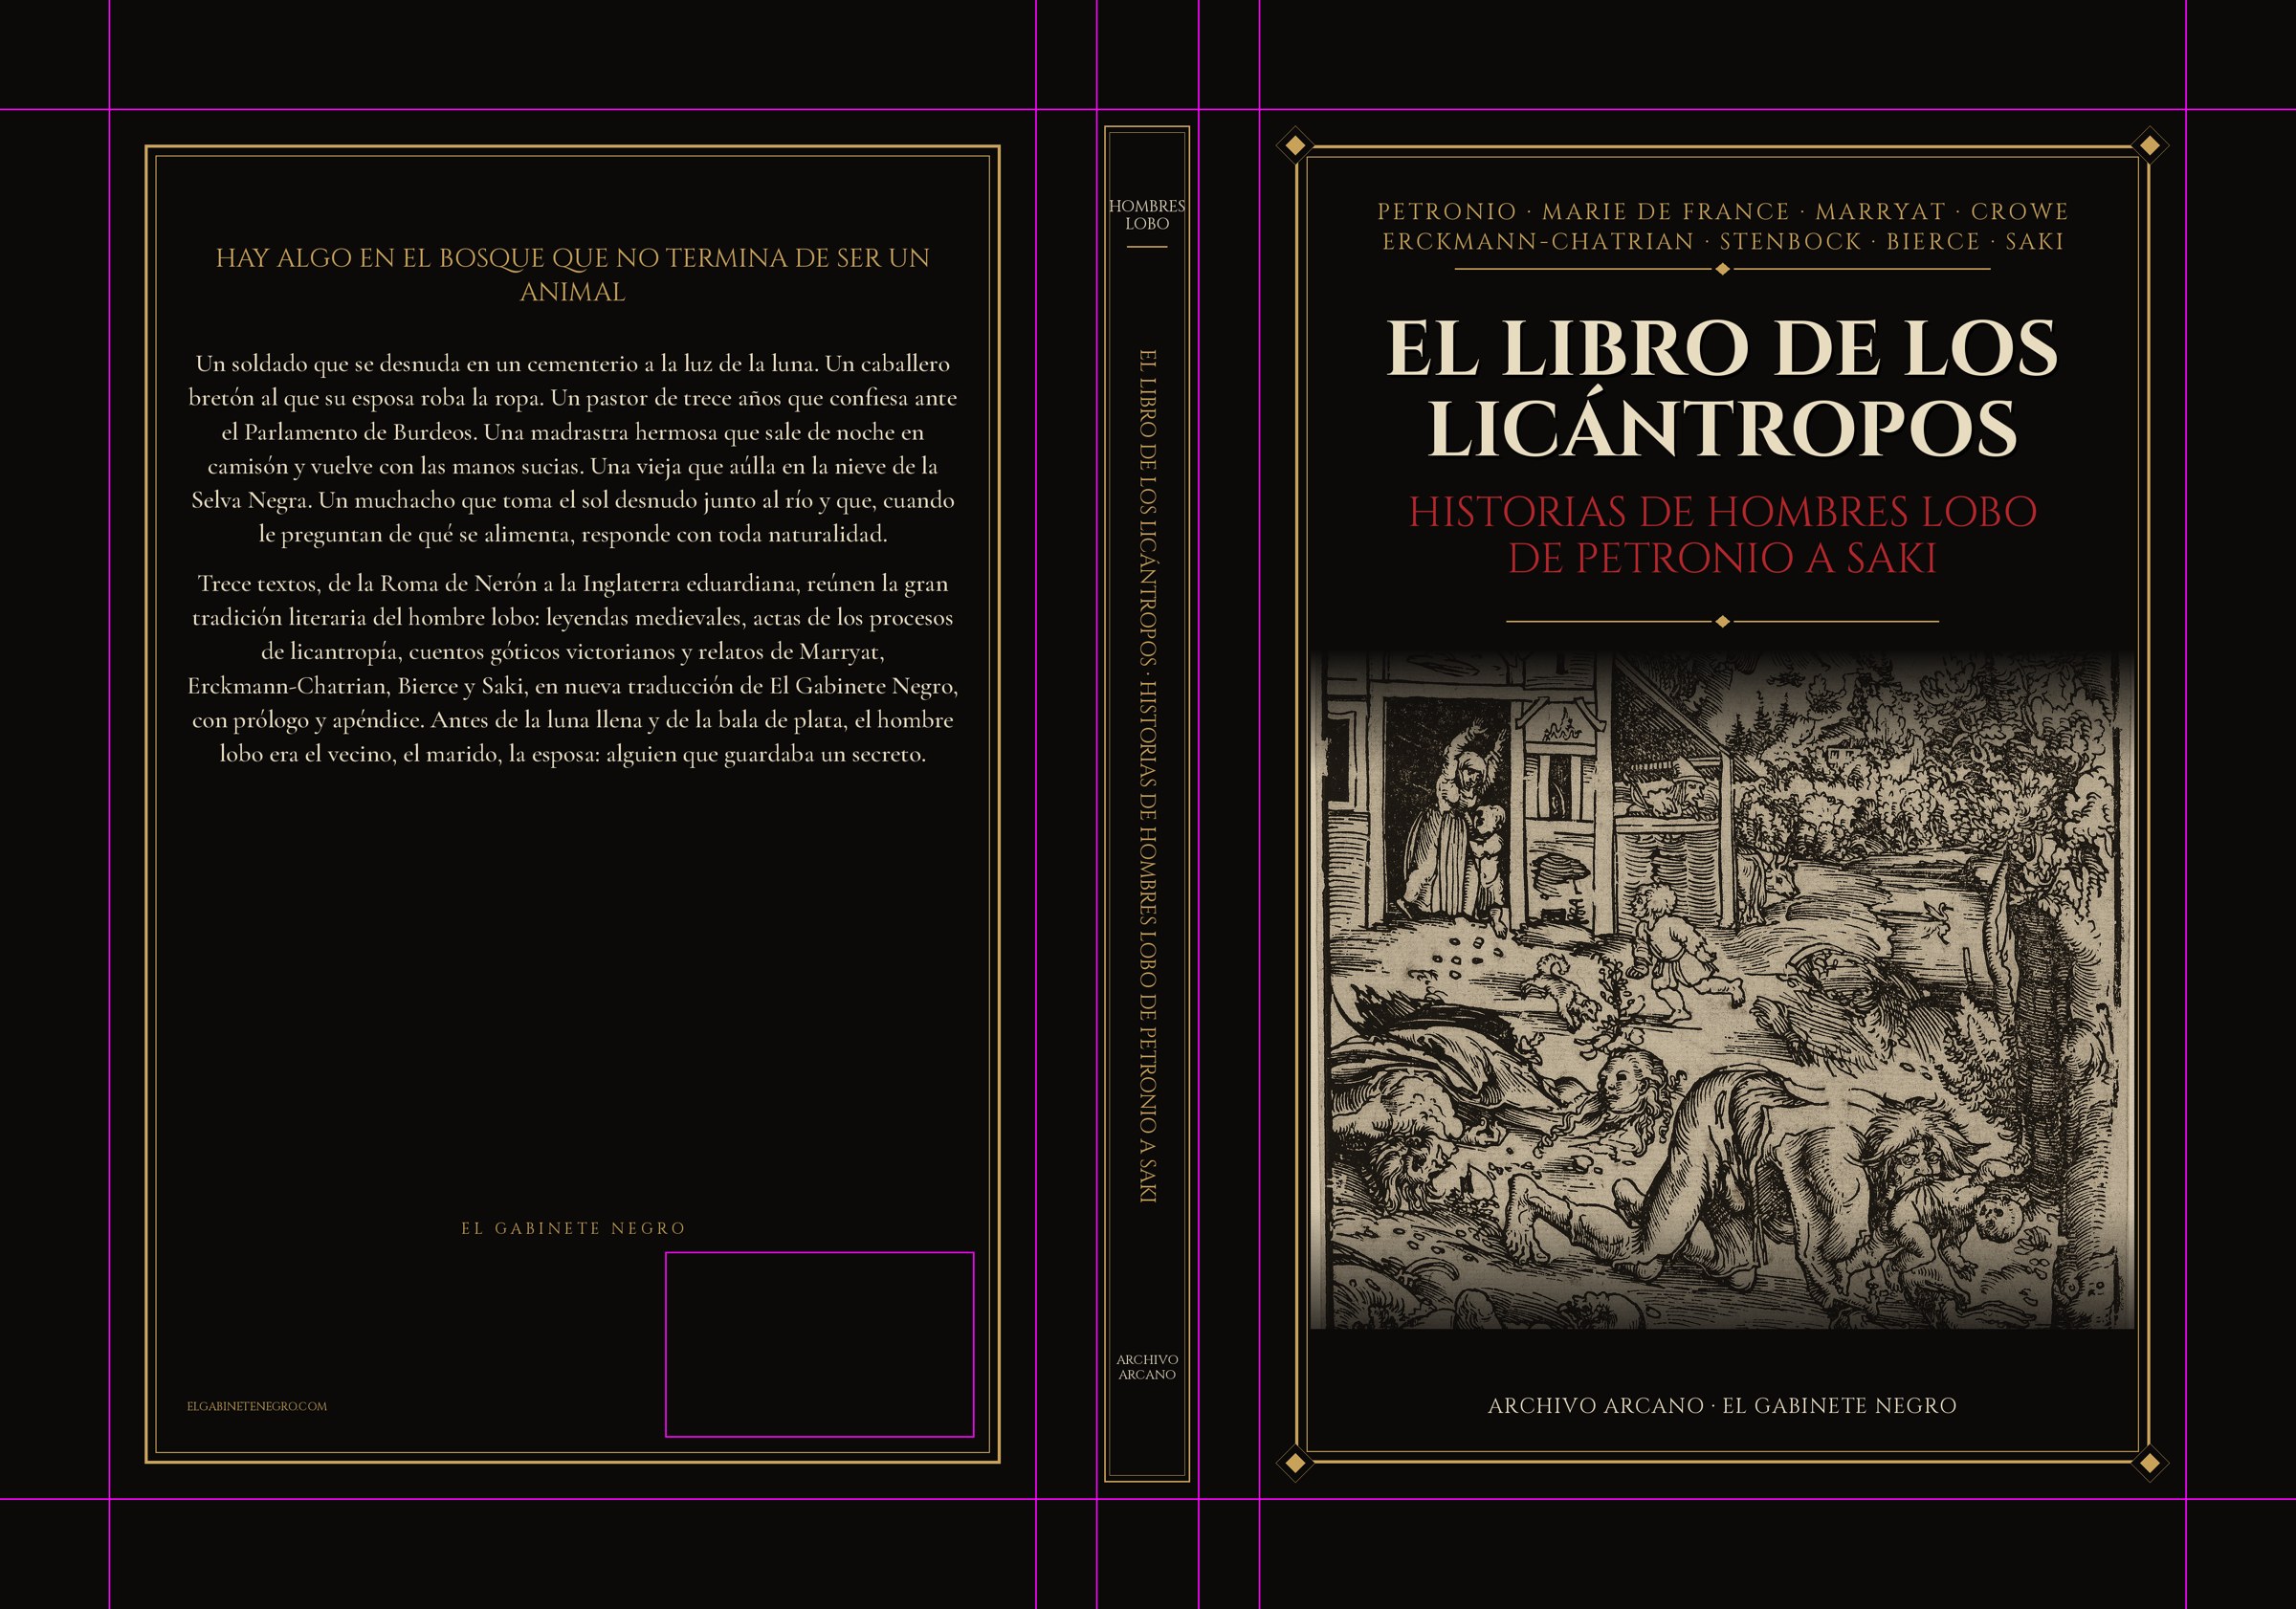 HAY ALGO EN EL BOSQUE QUE NO TERMINA DE SER UN
ANIMAL
Un soldado que se desnuda en un cementerio a la luz de la luna. Un caballero
bretón al que su esposa roba la ropa. Un pastor de trece años que confiesa ante
el Parlamento de Burdeos. Una madrastra hermosa que sale de noche en
camisón y vuelve con las manos sucias. Una vieja que aúlla en la nieve de la
Selva Negra. Un muchacho que toma el sol desnudo junto al río y que, cuando
le preguntan de qué se alimenta, responde con toda naturalidad.
Trece textos, de la Roma de Nerón a la Inglaterra eduardiana, reúnen la gran
tradición literaria del hombre lobo: leyendas medievales, actas de los procesos
de licantropía, cuentos góticos victorianos y relatos de Marryat,
Erckmann-Chatrian, Bierce y Saki, en nueva traducción de El Gabinete Negro,
con prólogo y apéndice. Antes de la luna llena y de la bala de plata, el hombre
lobo era el vecino, el marido, la esposa: alguien que guardaba un secreto.
EL GABINETE NEGRO
ELGABINETENEGRO.COM
HOMBRES
LOBO
EL LIBRO DE LOS LICÁNTROPOS · HISTORIAS DE HOMBRES LOBO DE PETRONIO A SAKI
ARCHIVO
ARCANO
PETRONIO · MARIE DE FRANCE · MARRYAT · CROWE
ERCKMANN-CHATRIAN · STENBOCK · BIERCE · SAKI
EL LIBRO DE LOS
LICÁNTROPOS
HISTORIAS DE HOMBRES LOBO
DE PETRONIO A SAKI
ARCHIVO ARCANO · EL GABINETE NEGRO